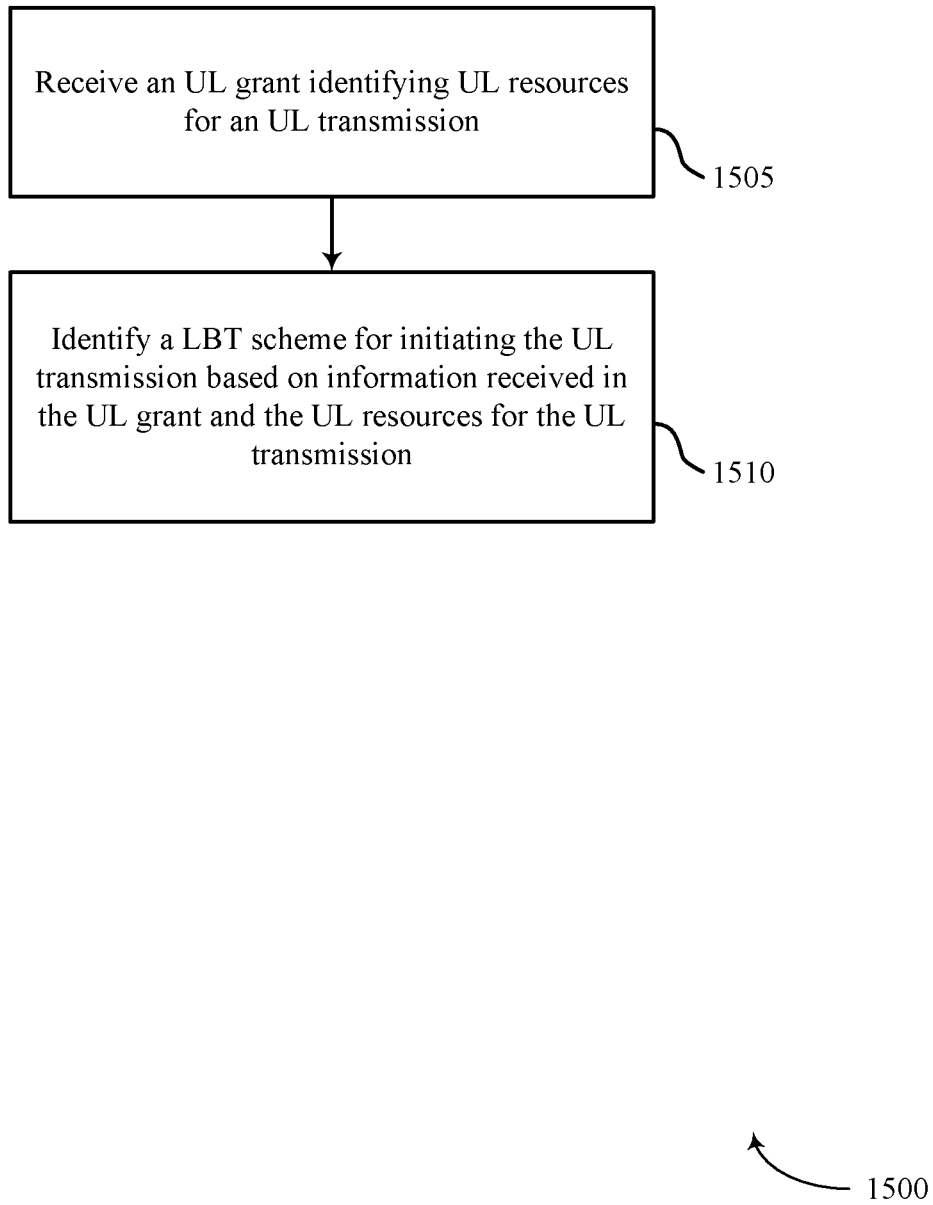 Receive an UL grant identifying UL resources
for an UL transmission
1505
Identify a LBT scheme for initiating the UL
transmission based on information received in
the UL grant and the UL resources for the UL
transmission
1510
1500